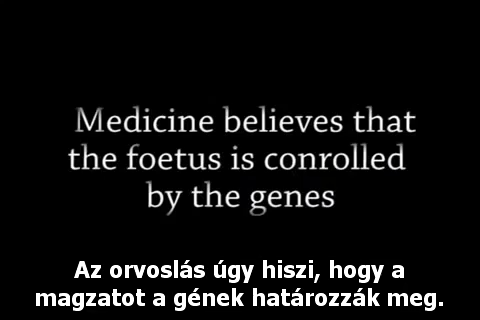 Medicine believes that
the foetus is conrolled
by the genes
Az orvoslás úgy hiszi, hogy a
magzatot a gének határozzák meg.